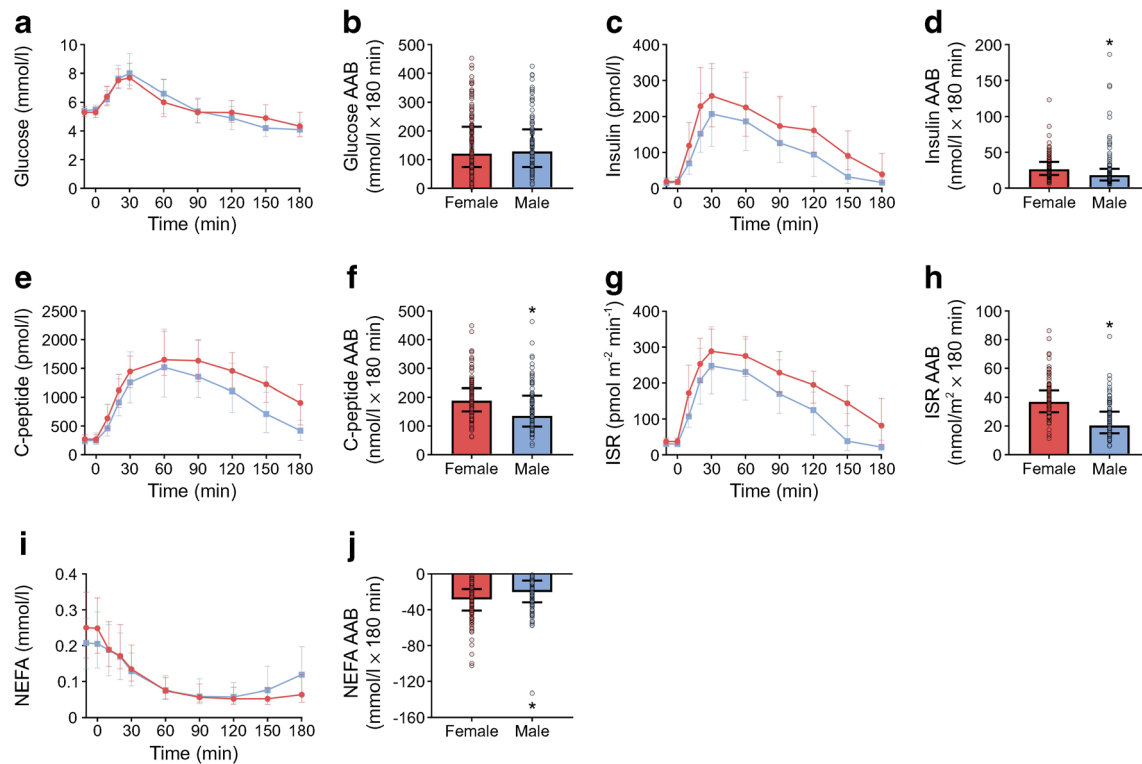 a
Glucose (mmol/l)
10
8
6
4
2
0
0 30 60 90 120 150 180
Time (min)
b
Glucose AAB
(mmol/l × 180 min)
500
400
300
200
100
0
Female Male
c
Insulin (pmol/l)
400
300
200
100
0
0 30 60 90 120 150 180
Time (min)
d
Insulin AAB
(nmol/l × 180 min)
200
150
100
50
0
*
Female Male
e
C-peptide (pmol/l)
2500
2000
1500
1000
500
0
0 30 60 90 120 150 180
Time (min)
f
C-peptide AAB
(nmol/l × 180 min)
500
400
300
200
100
0
*
Female Male
g
ISR (pmol m⁻² min⁻¹)
400
300
200
100
0
0 30 60 90 120 150 180
Time (min)
h
ISR AAB
(nmol/m² × 180 min)
100
80
60
40
20
0
*
Female Male
i
NEFA (mmol/l)
0.4
0.3
0.2
0.1
0
0 30 60 90 120 150 180
Time (min)
j
NEFA AAB
(mmol/l × 180 min)
0
-40
-80
-120
-160
*
Female Male